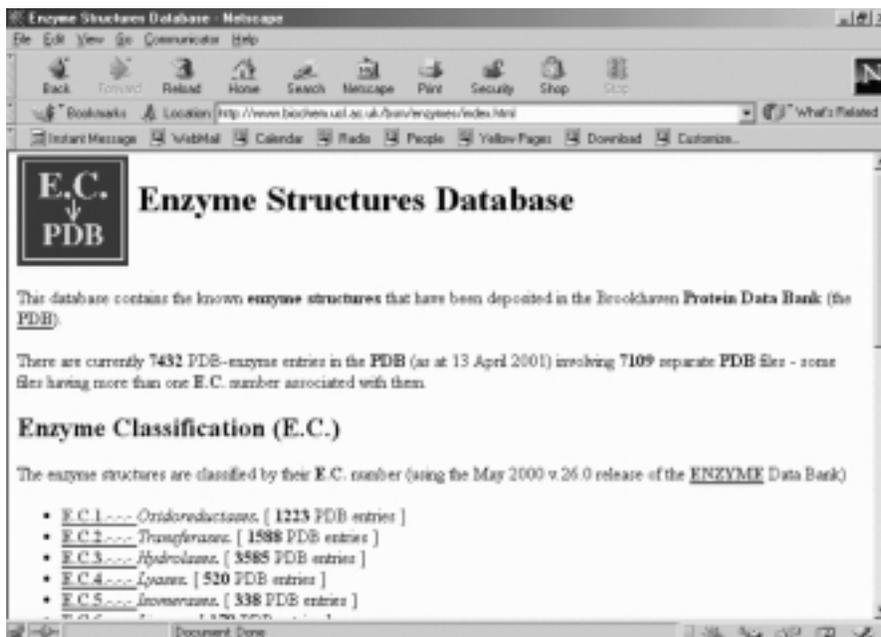 Enzyme Structures Database - Netscape
File Edit View Go Communicator Help
Back Forward Reload Home Search Netscape Print Security Shop Stop
Bookmarks Location http://www.biochem.ucl.ac.uk/bsm/enzymes/index.html What's Related
Instant Message WebMail Calendar Radio People Yellow Pages Download Customize...
E.C.
PDB
Enzyme Structures Database
This database contains the known enzyme structures that have been deposited in the Brookhaven Protein Data Bank (the
PDB).
There are currently 7432 PDB-enzyme entries in the PDB (as at 13 April 2001) involving 7109 separate PDB files - some
files having more than one E.C. number associated with them.
Enzyme Classification (E.C.)
The enzyme structures are classified by their E.C. number (using the May 2000 v.26.0 release of the ENZYME Data Bank)
• E.C.1.-.-.- Oxidoreductases. [ 1223 PDB entries ]
• E.C.2.-.-.- Transferases. [ 1588 PDB entries ]
• E.C.3.-.-.- Hydrolases. [ 3585 PDB entries ]
• E.C.4.-.-.- Lyases. [ 520 PDB entries ]
• E.C.5.-.-.- Isomerases. [ 338 PDB entries ]
Document: Done